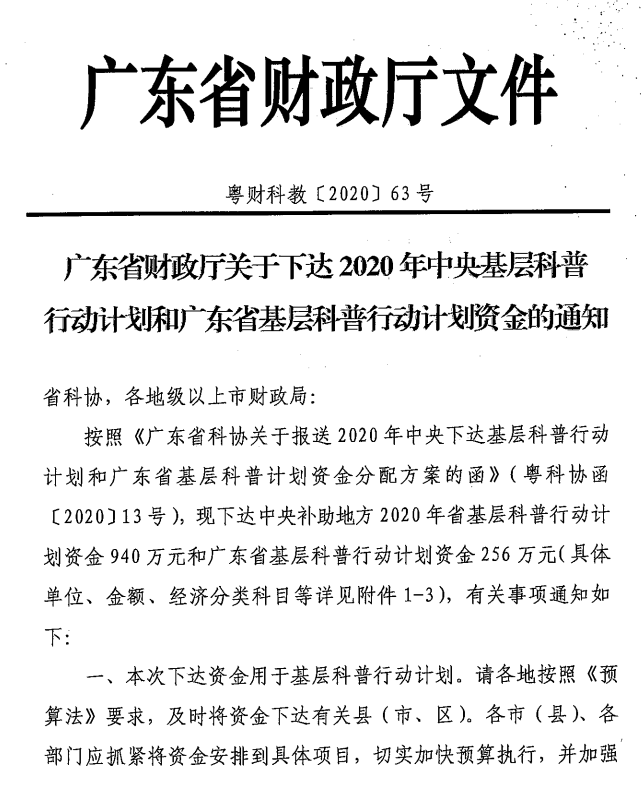 广东省财政厅文件
粤财科教〔2020〕63号
广东省财政厅关于下达2020年中央基层科普
行动计划和广东省基层科普行动计划资金的通知
省科协，各地级以上市财政局：
按照《广东省科协关于报送2020年中央下达基层科普行动
计划和广东省基层科普计划资金分配方案的函》（粤科协函
〔2020〕13号），现下达中央补助地方2020年省基层科普行动计
划资金940万元和广东省基层科普行动计划资金256万元（具体
单位、金额、经济分类科目等详见附件1-3），有关事项通知如
下：
一、本次下达资金用于基层科普行动计划。请各地按照《预
算法》要求，及时将资金下达有关县（市、区）。各市（县）、各
部门应抓紧将资金安排到具体项目，切实加快预算执行，并加强